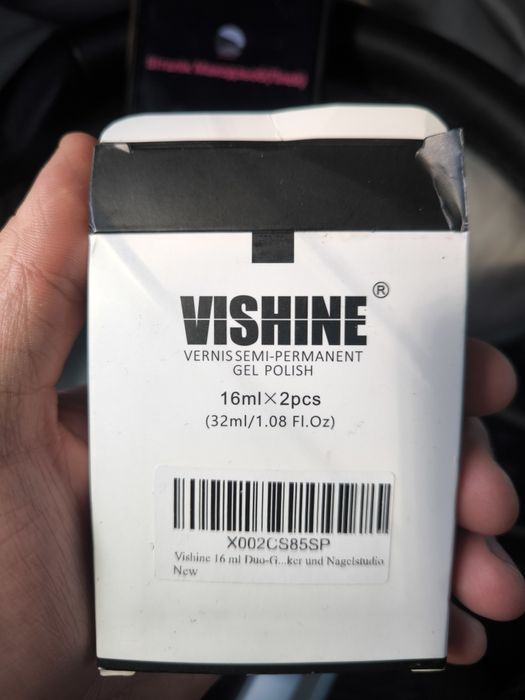 VISHINE®
VERNIS SEMI-PERMANENT
GEL POLISH
16ml×2pcs
(32ml/1.08 Fl.Oz)
X002CS85SP
Vishine 16 ml Duo-G...ker und Nagelstudio
New